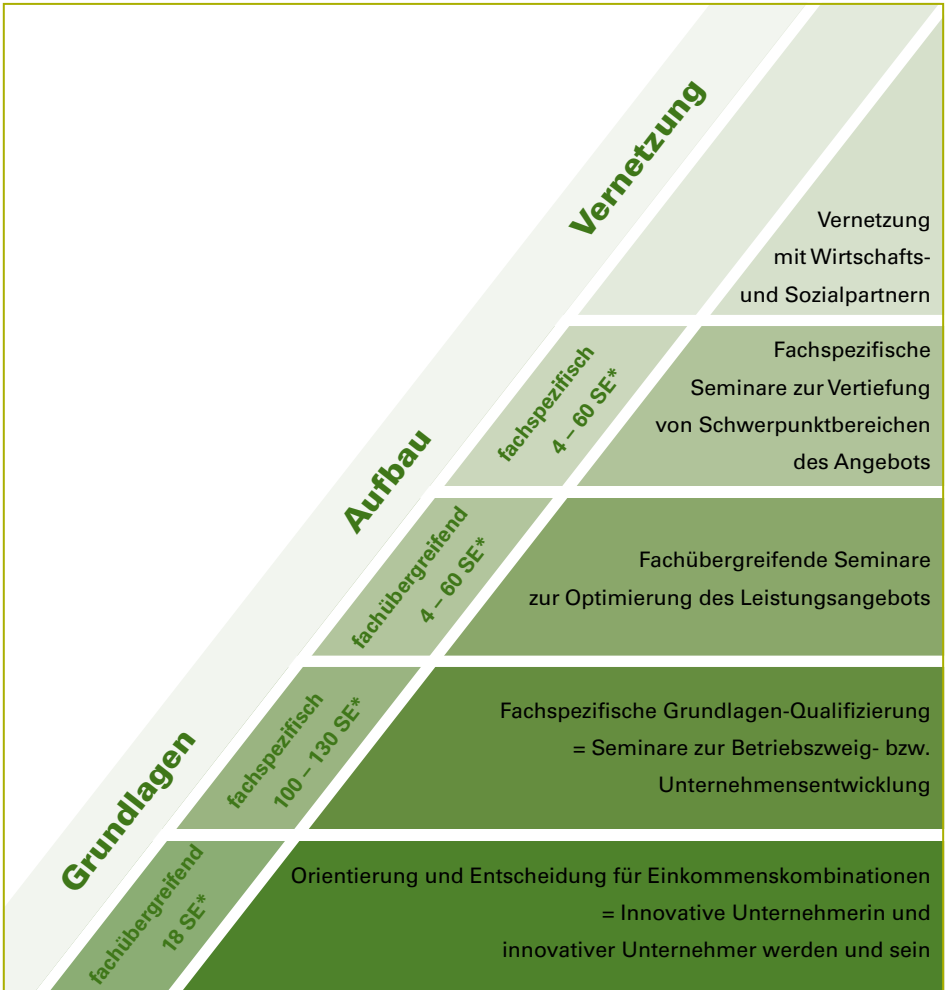 Vernetzung
Vernetzung
mit Wirtschafts-
und Sozialpartnern
Aufbau
fachspezifisch
4 – 60 SE*
Fachspezifische
Seminare zur Vertiefung
von Schwerpunktbereichen
des Angebots
fachübergreifend
4 – 60 SE*
Fachübergreifende Seminare
zur Optimierung des Leistungsangebots
Grundlagen
fachspezifisch
100 – 130 SE*
Fachspezifische Grundlagen-Qualifizierung
= Seminare zur Betriebszweig- bzw.
Unternehmensentwicklung
fachübergreifend
18 SE*
Orientierung und Entscheidung für Einkommenskombinationen
= Innovative Unternehmerin und
innovativer Unternehmer werden und sein